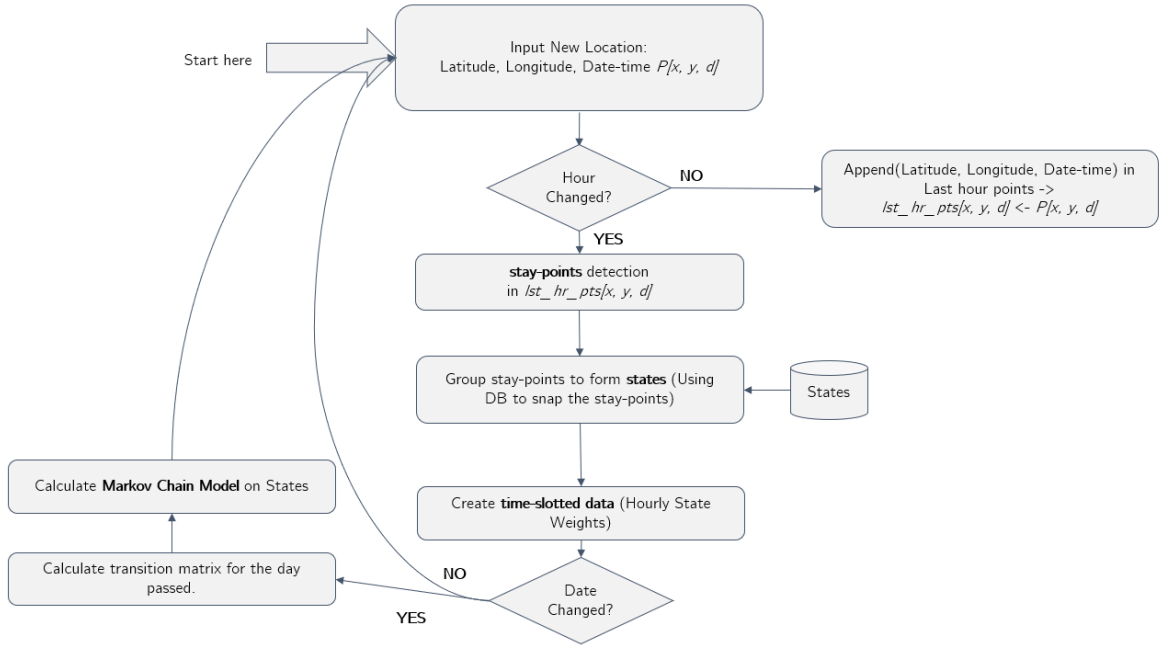 Start here
Input New Location:
Latitude, Longitude, Date-time P[x, y, d]
Hour
Changed?
NO
Append(Latitude, Longitude, Date-time) in
Last hour points ->
lst_hr_pts[x, y, d] <- P[x, y, d]
YES
stay-points detection
in lst_hr_pts[x, y, d]
Group stay-points to form states (Using
DB to snap the stay-points)
States
Create time-slotted data (Hourly State
Weights)
Date
Changed?
NO
YES
Calculate transition matrix for the day
passed.
Calculate Markov Chain Model on States